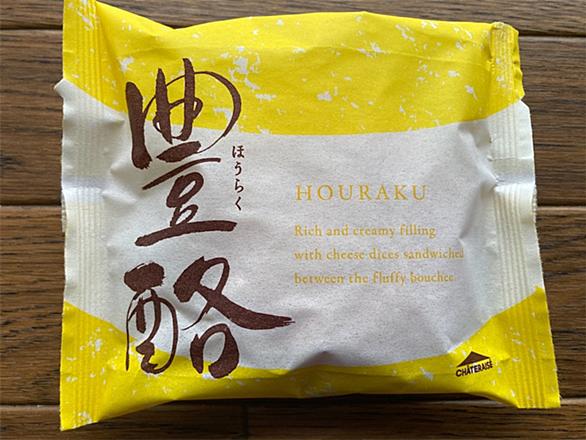 豊酪
ほうらく
HOURAKU
Rich and creamy filling
with cheese dices sandwiched
between the fluffy bouchee
CHÂTERAISÉ